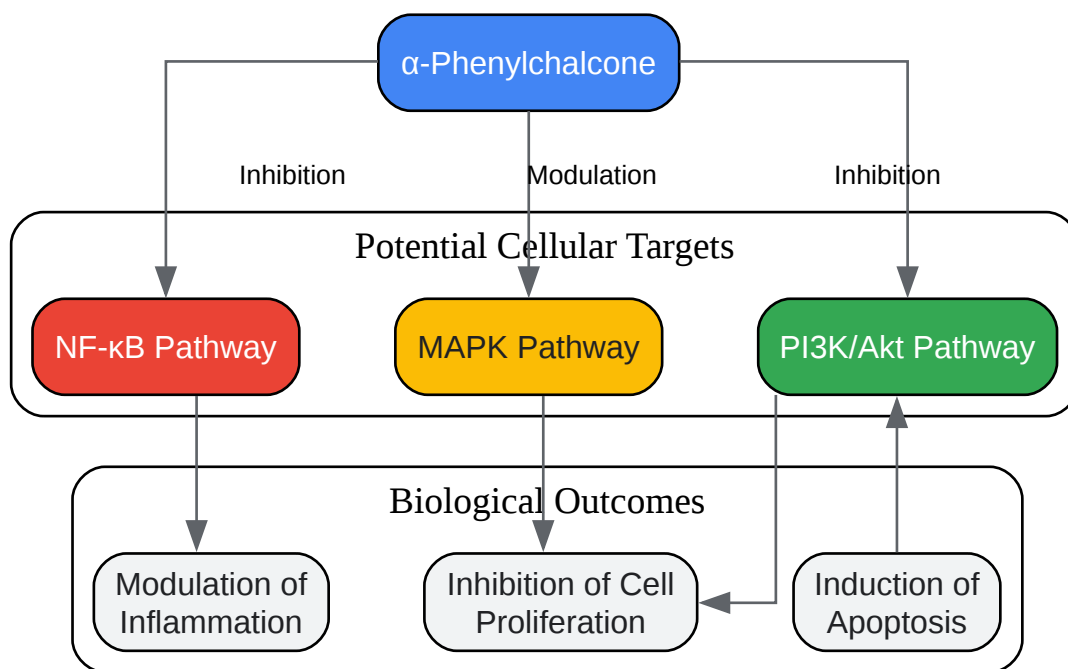 α-Phenylchalcone
Inhibition
Modulation
Inhibition
Potential Cellular Targets
NF-κB Pathway
MAPK Pathway
PI3K/Akt Pathway
Biological Outcomes
Modulation of
Inflammation
Inhibition of Cell
Proliferation
Induction of
Apoptosis